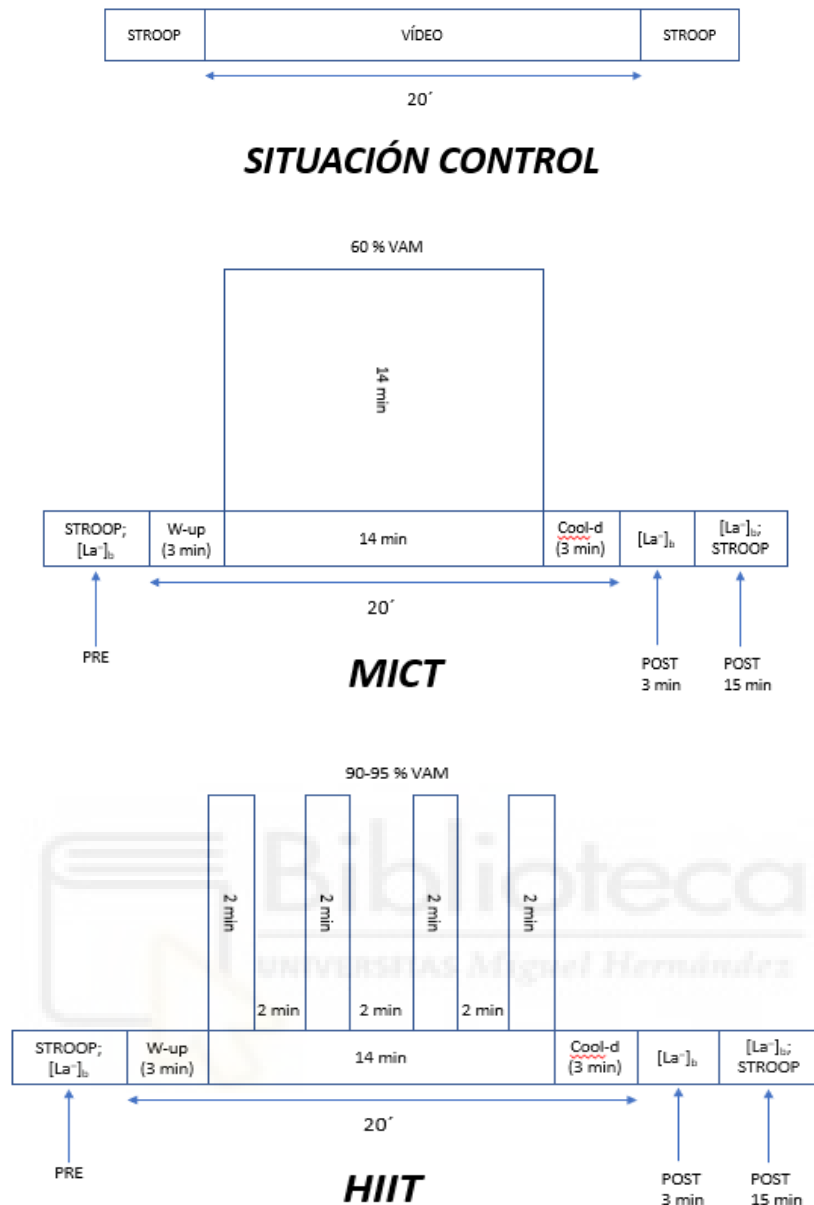 STROOP VÍDEO STROOP
20´
SITUACIÓN CONTROL
60 % VAM
14 min
STROOP; [La⁻]b
W-up (3 min)
14 min
Cool-d (3 min)
[La⁻]b
[La⁻]b; STROOP
20´
PRE
POST 3 min
POST 15 min
MICT
90-95 % VAM
2 min 2 min 2 min 2 min
2 min 2 min 2 min
Biblioteca
UNIVERSITAS Miguel Hernández
STROOP; [La⁻]b
W-up (3 min)
14 min
Cool-d (3 min)
[La⁻]b
[La⁻]b; STROOP
20´
PRE
POST 3 min
POST 15 min
HIIT